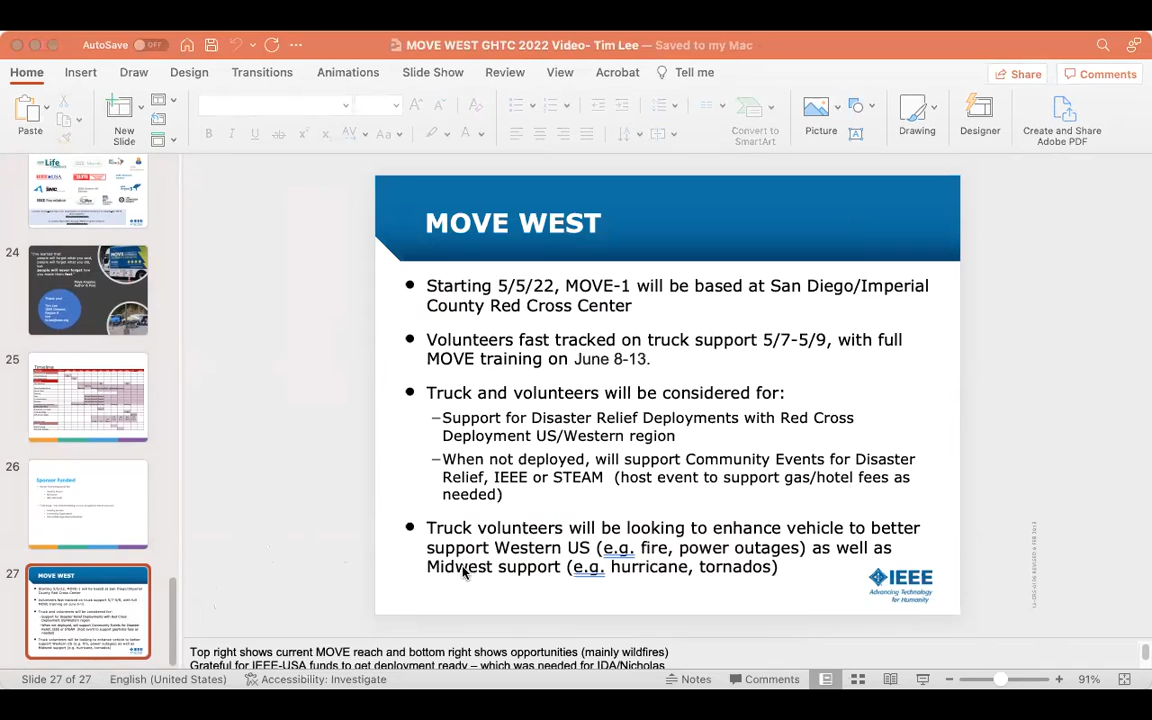 AutoSave OFF
MOVE WEST GHTC 2022 Video- Tim Lee — Saved to my Mac
Home Insert Draw Design Transitions Animations Slide Show Review View Acrobat Tell me
Share Comments
Paste
New
Slide
Convert to
SmartArt
Picture
Drawing
Designer
Create and Share
Adobe PDF
24
25
Timeline
26
Sponsor Funded
27
MOVE WEST
MOVE WEST
• Starting 5/5/22, MOVE-1 will be based at San Diego/Imperial
County Red Cross Center
• Volunteers fast tracked on truck support 5/7-5/9, with full
MOVE training on June 8-13.
• Truck and volunteers will be considered for:
–Support for Disaster Relief Deployments with Red Cross
Deployment US/Western region
–When not deployed, will support Community Events for Disaster
Relief, IEEE or STEAM (host event to support gas/hotel fees as
needed)
• Truck volunteers will be looking to enhance vehicle to better
support Western US (e.g. fire, power outages) as well as
Midwest support (e.g. hurricane, tornados)
IEEE
Advancing Technology
for Humanity
Top right shows current MOVE reach and bottom right shows opportunities (mainly wildfires)
Grateful for IEEE-USA funds to get deployment ready – which was needed for IDA/Nicholas
Slide 27 of 27 English (United States) Accessibility: Investigate Notes Comments 91%